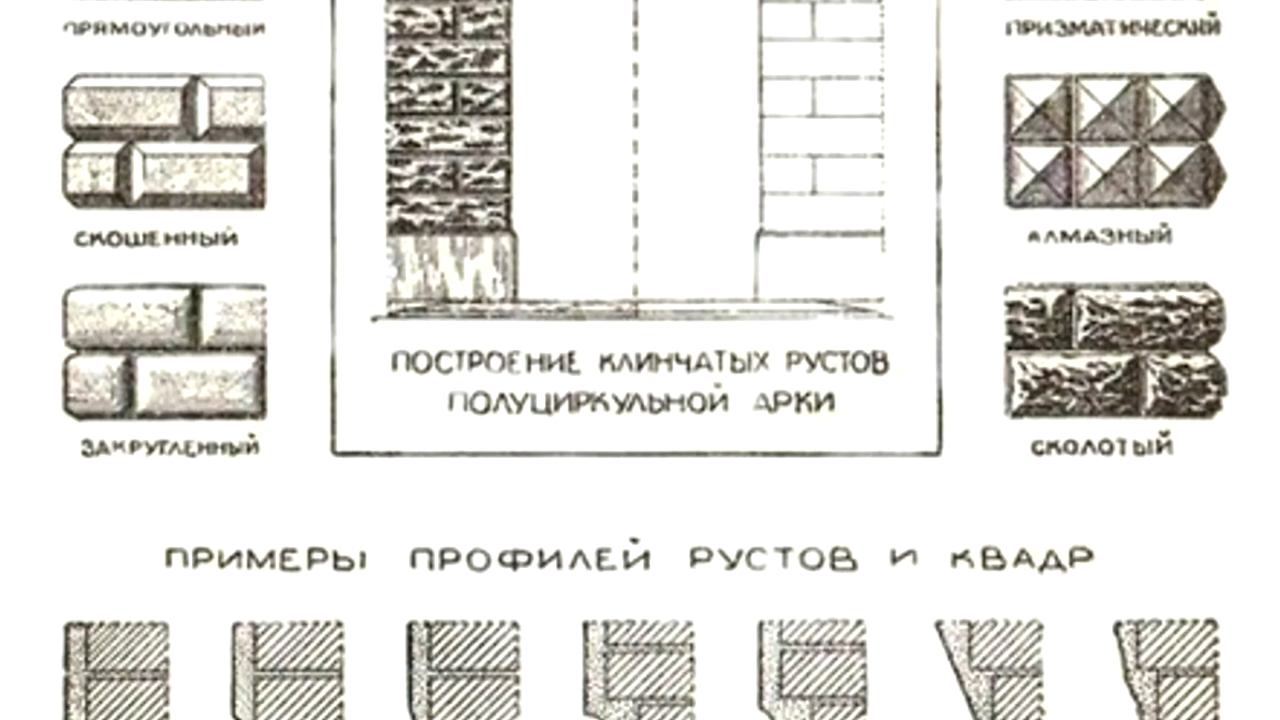 ПРЯМОУГОЛЬНЫЙ
ПРИЗМАТИЧЕСКИЙ
СКОШЕННЫЙ
АЛМАЗНЫЙ
ПОСТРОЕНИЕ КЛИНЧАТЫХ РУСТОВ
ПОЛУЦИРКУЛЬНОЙ АРКИ
ЗАКРУГЛЕННЫЙ
СКОЛОТЫЙ
ПРИМЕРЫ ПРОФИЛЕЙ РУСТОВ И КВАДР